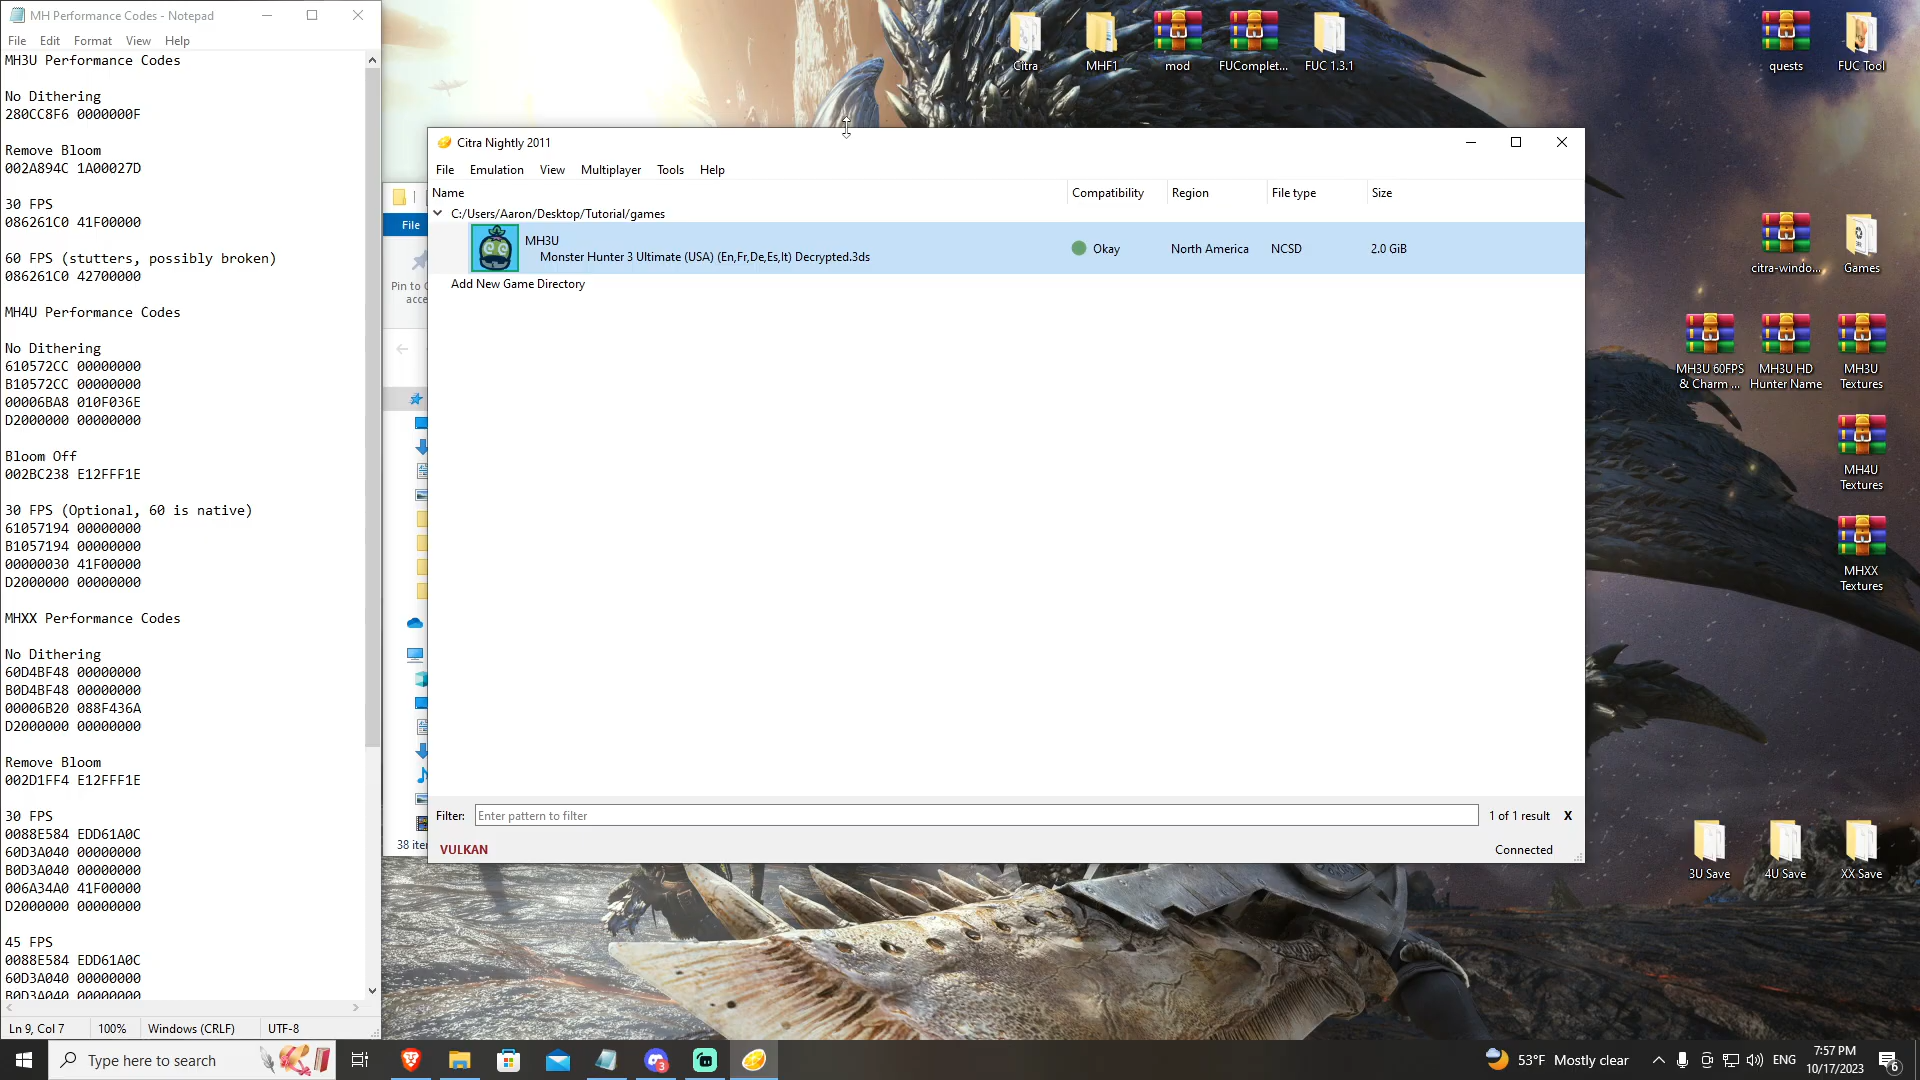 MH Performance Codes - Notepad
File Edit Format View Help
MH3U Performance Codes
No Dithering
280CC8F6 0000000F
Remove Bloom
002A894C 1A00027D
30 FPS
086261C0 41F00000
60 FPS (stutters, possibly broken)
086261C0 42700000
MH4U Performance Codes
No Dithering
610572CC 00000000
B10572CC 00000000
00006BA8 010F036E
D2000000 00000000
Bloom Off
002BC238 E12FFF1E
30 FPS (Optional, 60 is native)
61057194 00000000
B1057194 00000000
00000030 41F00000
D2000000 00000000
MHXX Performance Codes
No Dithering
60D4BF48 00000000
B0D4BF48 00000000
00006B20 088F436A
D2000000 00000000
Remove Bloom
002D1FF4 E12FFF1E
30 FPS
0088E584 EDD61A0C
60D3A040 00000000
B0D3A040 00000000
006A34A0 41F00000
D2000000 00000000
45 FPS
0088E584 EDD61A0C
60D3A040 00000000
B0D3A040 00000000
Ln 9, Col 7 100% Windows (CRLF) UTF-8
Citra
MHF1
mod
FUComplet...
FUC 1.3.1
quests
FUC Tool
File
Pin to
acce
38 ite
Citra Nightly 2011
File Emulation View Multiplayer Tools Help
Name Compatibility Region File type Size
C:/Users/Aaron/Desktop/Tutorial/games
MH3U
Monster Hunter 3 Ultimate (USA) (En,Fr,De,Es,It) Decrypted.3ds
Okay North America NCSD 2.0 GiB
Add New Game Directory
Filter: Enter pattern to filter 1 of 1 result X
VULKAN Connected
citra-windo...
Games
MH3U 60FPS
& Charm ...
MH3U HD
Hunter Name
MH3U
Textures
MH4U
Textures
MHXX
Textures
3U Save
4U Save
XX Save
Type here to search
3
53°F Mostly clear
ENG
7:57 PM
10/17/2023
6